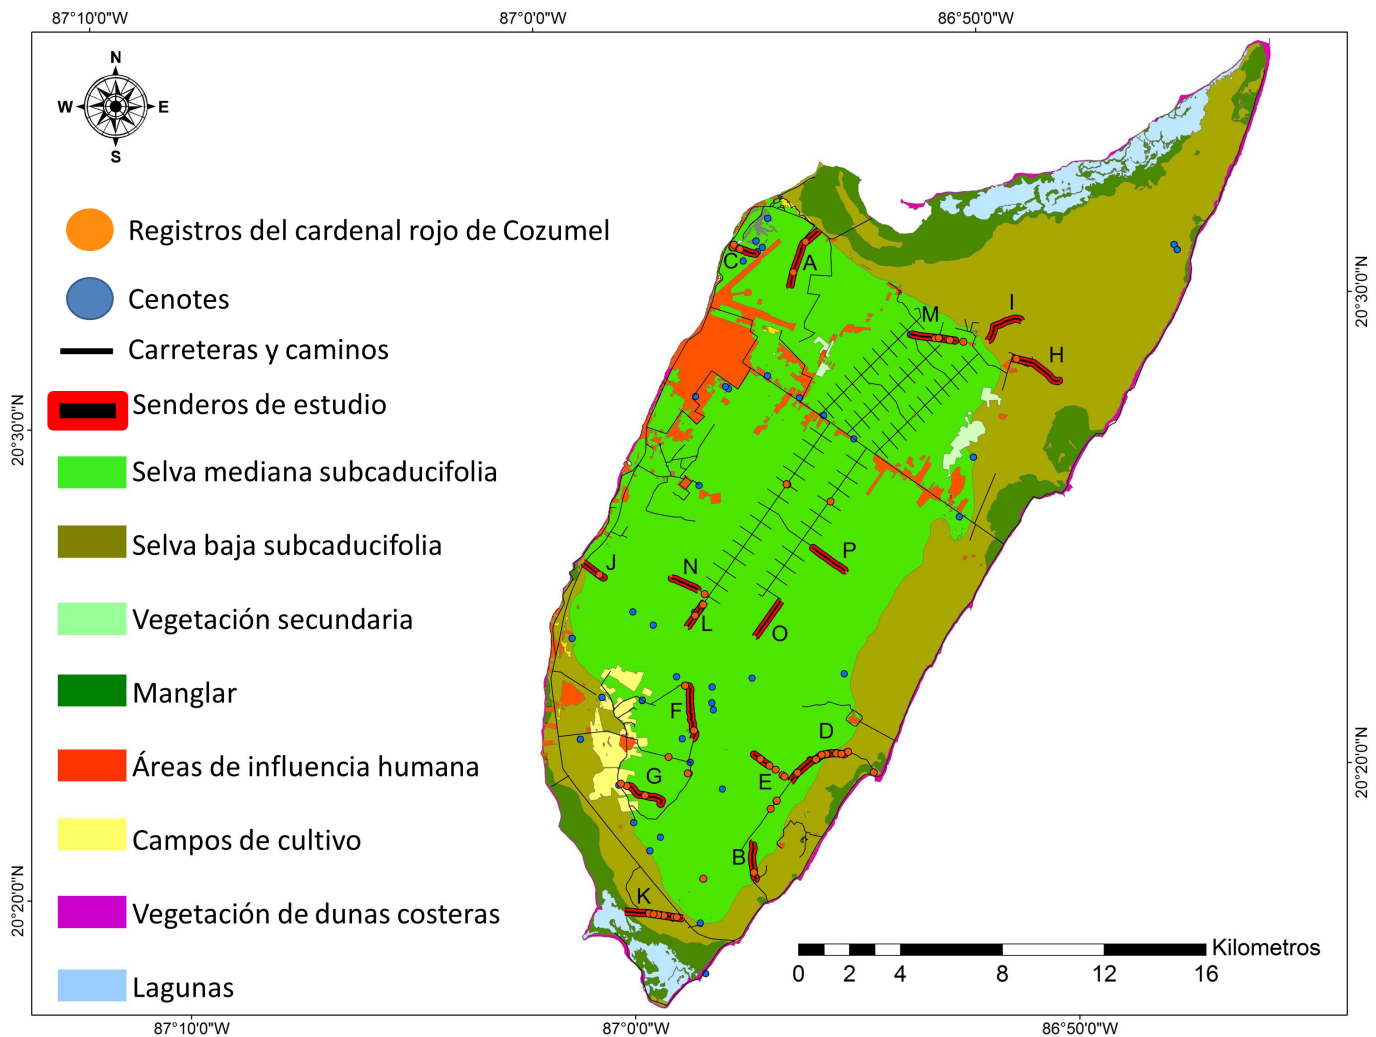 87°10'0"W 87°0'0"W 86°50'0"W
N
W E
S
Registros del cardenal rojo de Cozumel
Cenotes
Carreteras y caminos
Senderos de estudio
Selva mediana subcaducifolia
Selva baja subcaducifolia
Vegetación secundaria
Manglar
Áreas de influencia humana
Campos de cultivo
Vegetación de dunas costeras
Lagunas
C A
M I
H
J N P
L O
F D
G E
B
K
20°30'0"N
20°20'0"N
20°30'0"N
20°20'0"N
Kilometros
0 2 4 8 12 16
87°10'0"W 87°0'0"W 86°50'0"W